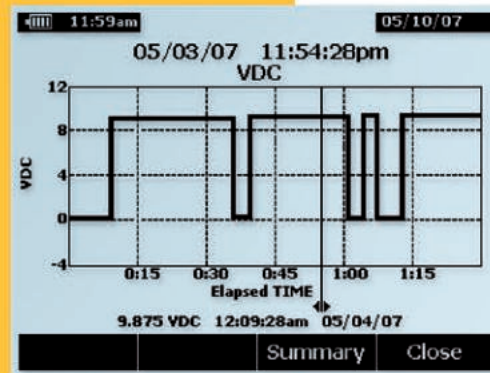 11:59am 05/10/07
05/03/07 11:54:28pm
VDC
12
8
4
0
-4
VDC
0:15 0:30 0:45 1:00 1:15
Elapsed TIME
9.875 VDC 12:09:28am 05/04/07
Summary Close